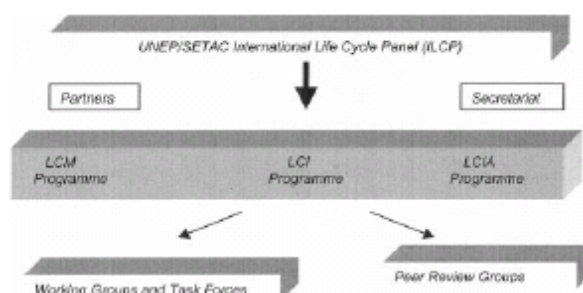 UNEP/SETAC International Life Cycle Panel (ILCP)
Partners
Secretariat
LCM
Programme
LCI
Programme
LCIA
Programme
Working Groups and Task Forces
Peer Review Groups